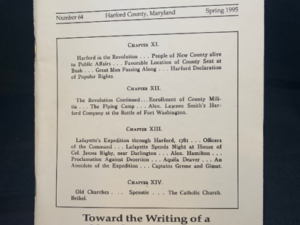 Number 64 Harford County, Maryland Spring 1995
CHAPTER XI.
Harford in the Revolution . . . People of New County alive
to Public Affairs . . . Favorable Location of County Seat at
Bush . . . Great Men Passing Along . . . Harford Declaration
of Popular Rights.
CHAPTER XII.
The Revolution Continued . . . Enrollment of County Mili-
tia . . . The Flying Camp . . . Alex. Lawson Smith's Har-
ford Company at the Battle of Fort Washington.
CHAPTER XIII.
Lafayette's Expedition through Harford, 1781 . . . Officers
of the Command . . . Lafayette Spends Night at House of
Col. James Rigby, near Darlington . . . Alex. Hamilton . . .
Proclamation Against Desertion . . . Aquila Deaver . . . An
Anecdote of the Expedition . . . Captains Greme and Gimat.
CHAPTER XIV.
Old Churches . . . Spesutie . . . The Catholic Church.
Bethel.
Toward the Writing of a